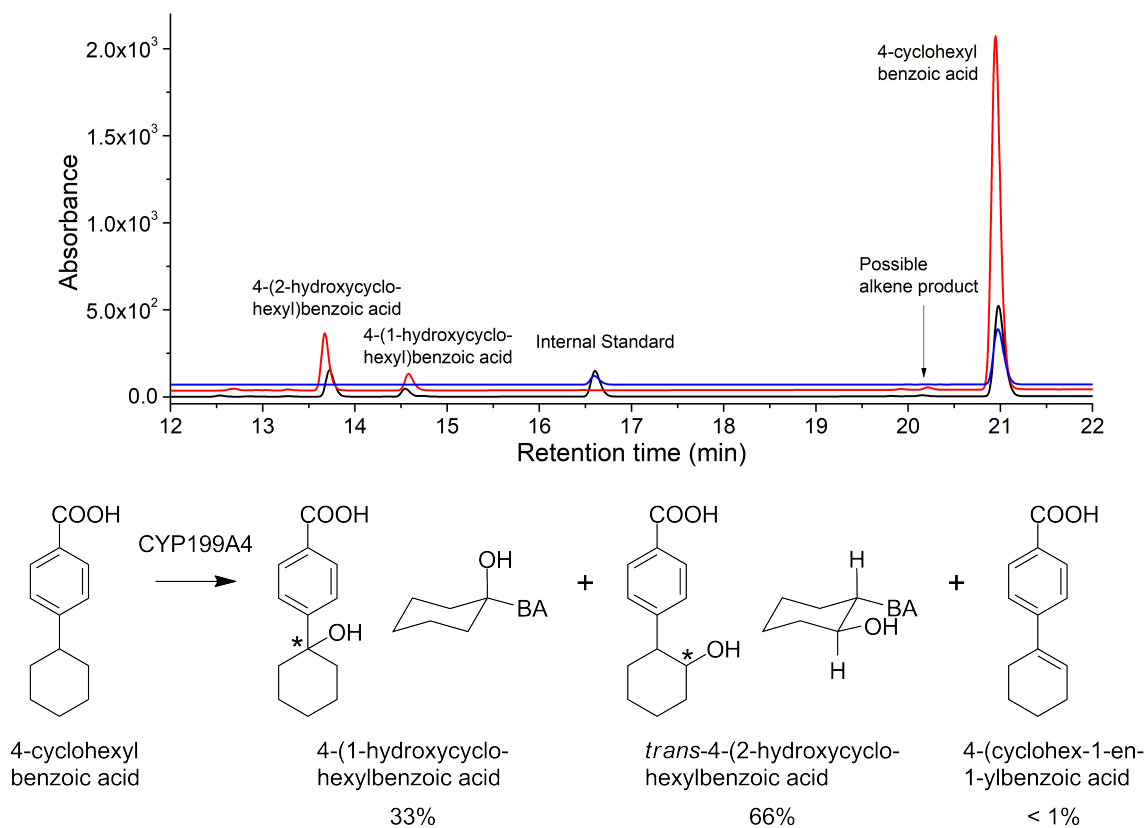 2.0x10³
1.5x10³
1.0x10³
5.0x10²
0.0
Absorbance
4-cyclohexyl
benzoic acid
Possible
alkene product
4-(2-hydroxycyclo-
hexyl)benzoic acid
4-(1-hydroxycyclo-
hexyl)benzoic acid
Internal Standard
12 13 14 15 16 17 18 19 20 21 22
Retention time (min)
COOH
CYP199A4
COOH
OH
*
OH
BA
+
COOH
*
OH
H
BA
OH
H
+
COOH
4-cyclohexyl
benzoic acid
4-(1-hydroxycyclo-
hexylbenzoic acid
33%
trans-4-(2-hydroxycyclo-
hexylbenzoic acid
66%
4-(cyclohex-1-en-
1-ylbenzoic acid
< 1%